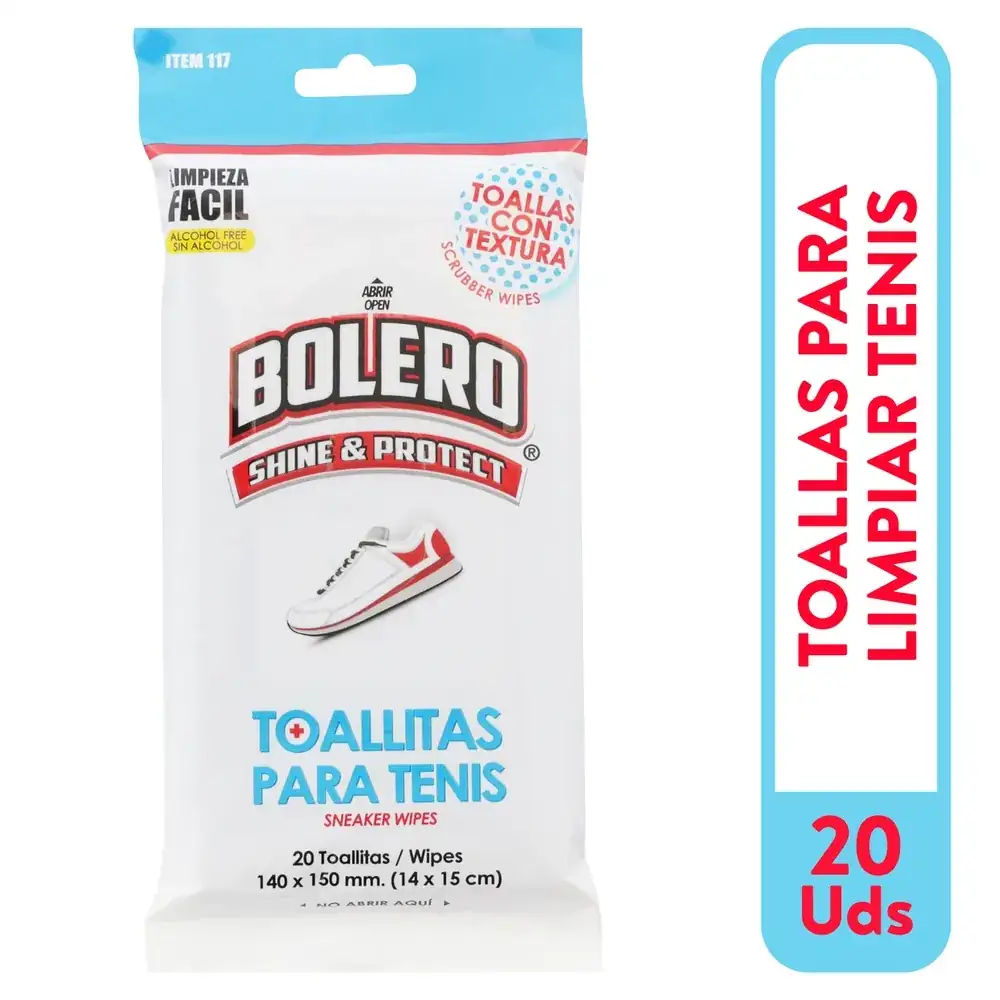 ITEM 117
LIMPIEZA
FACIL
ALCOHOL FREE
SIN ALCOHOL
TOALLAS
CON
TEXTURA
SCRUBBER WIPES
ABRIR
OPEN
BOLERO
SHINE & PROTECT ®
TOALLITAS
PARA TENIS
SNEAKER WIPES
20 Toallitas / Wipes
140 x 150 mm. (14 x 15 cm)
NO ABRIR AQUÍ
TOALLAS PARA
LIMPIAR TENIS
20
Uds